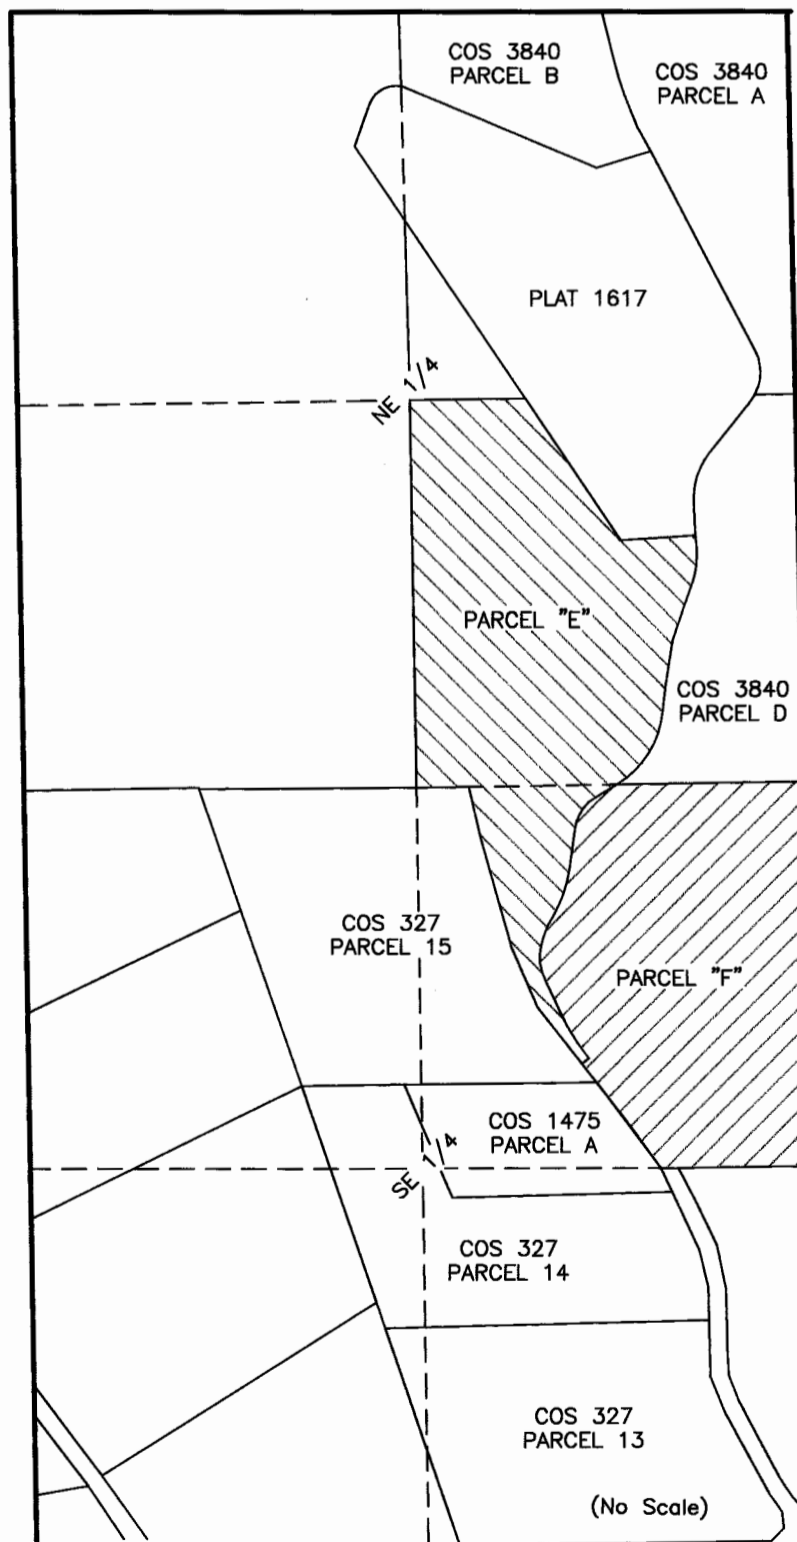 COS 3840
PARCEL B
COS 3840
PARCEL A
PLAT 1617
NE 1/4
PARCEL "E"
COS 3840
PARCEL D
COS 327
PARCEL 15
PARCEL "F"
COS 1475
PARCEL A
SE 1/4
COS 327
PARCEL 14
COS 327
PARCEL 13
(No Scale)